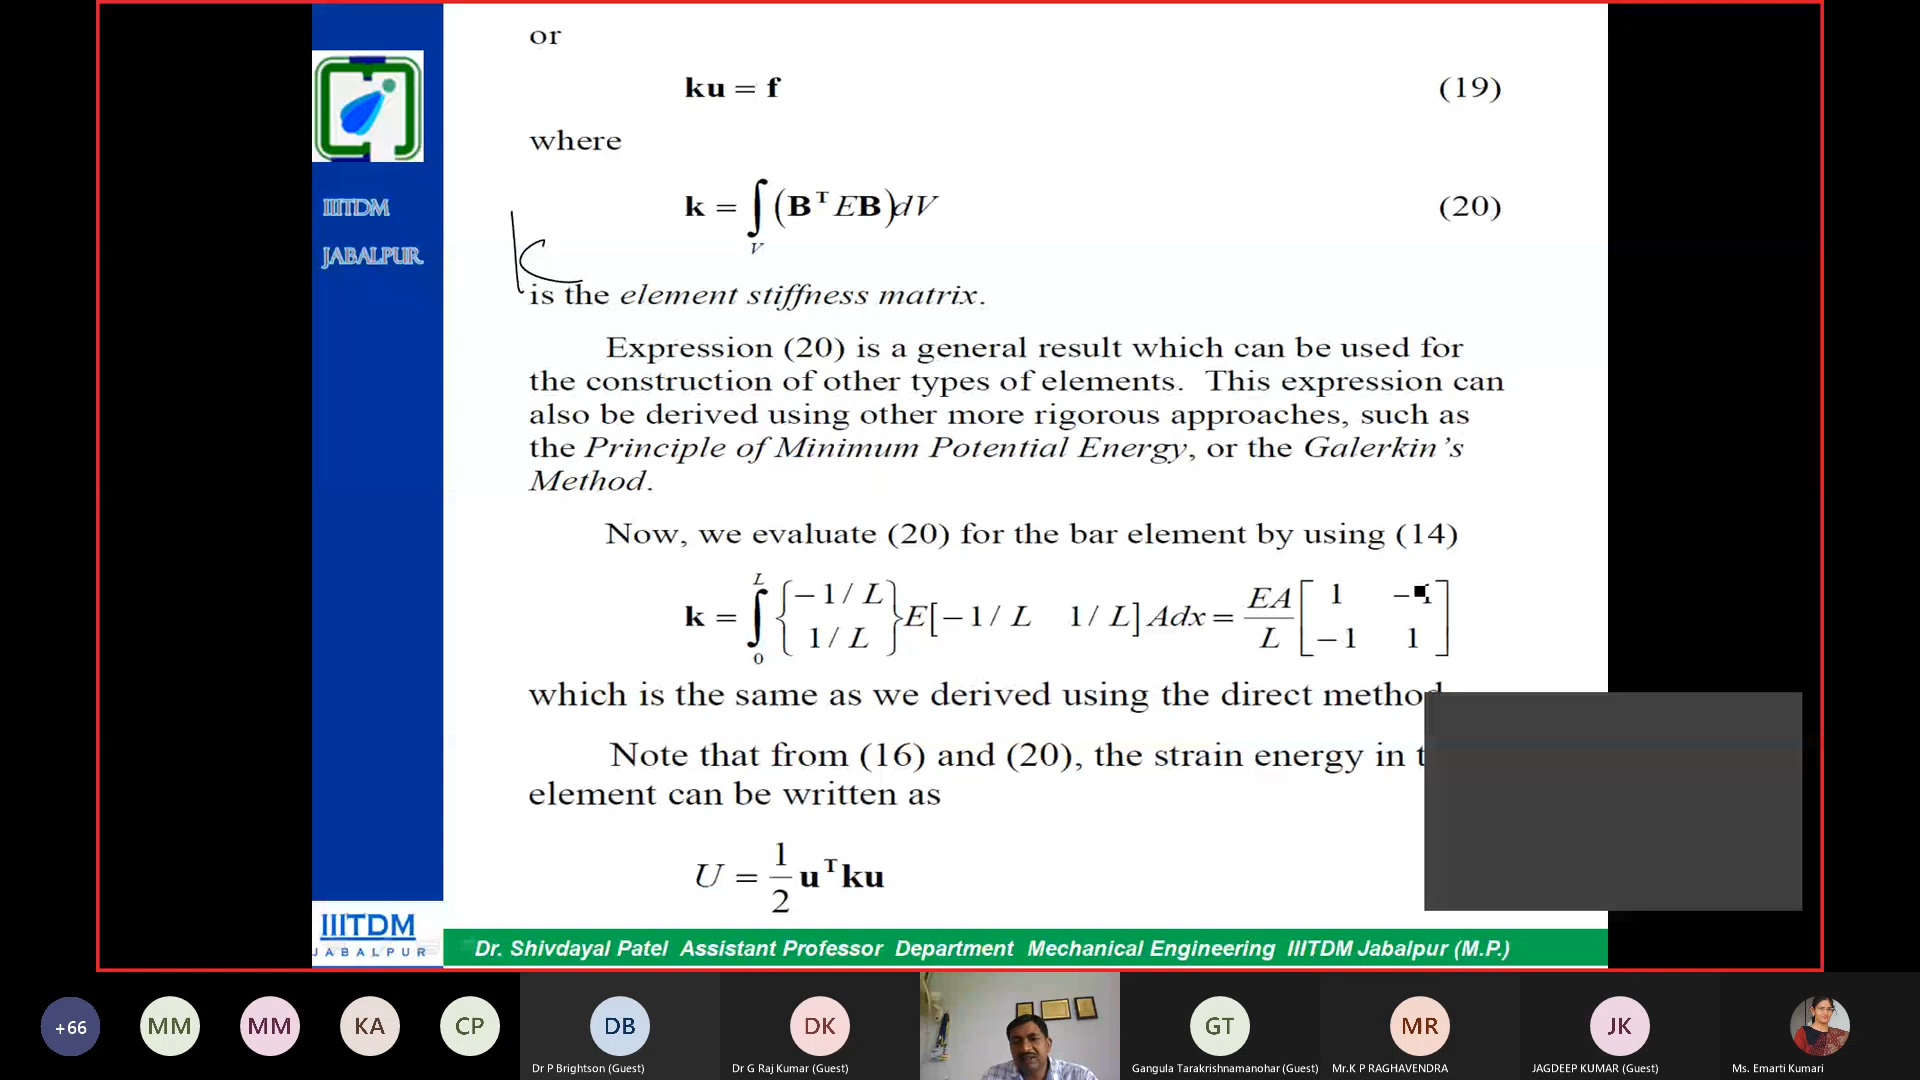 or
ku = f (19)
where
k = ∫_V (B^T E B) dV (20)
k
is the element stiffness matrix.
Expression (20) is a general result which can be used for
the construction of other types of elements. This expression can
also be derived using other more rigorous approaches, such as
the Principle of Minimum Potential Energy, or the Galerkin's
Method.
Now, we evaluate (20) for the bar element by using (14)
k = ∫_0^L {−1/L 1/L} E[−1/L 1/L] Adx = EA/L [1 −1 −1 1]
which is the same as we derived using the direct method
Note that from (16) and (20), the strain energy in
element can be written as
U = 1/2 u^T ku
IIITDM
JABALPUR
IIITDM
JABALPUR
Dr. Shivdayal Patel Assistant Professor Department Mechanical Engineering IIITDM Jabalpur (M.P.)
+66
MM
MM
KA
CP
DB
Dr P Brightson (Guest)
DK
Dr G Raj Kumar (Guest)
GT
Gangula Tarakrishnamanohar (Guest)
MR
Mr.K P RAGHAVENDRA
JK
JAGDEEP KUMAR (Guest)
Ms. Emarti Kumari